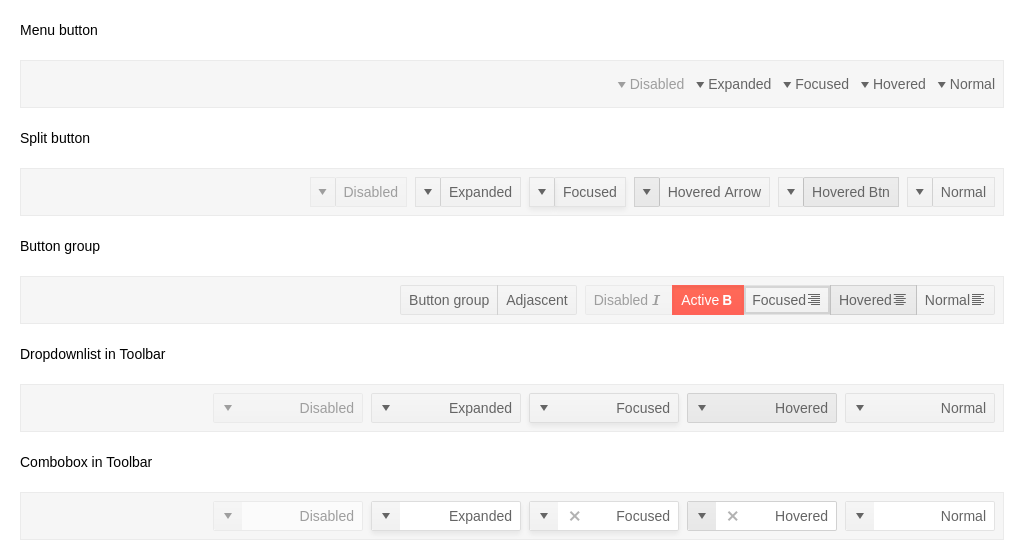 Menu button
Disabled Expanded Focused Hovered Normal
Split button
Disabled Expanded Focused Hovered Arrow Hovered Btn Normal
Button group
Button group Adjascent Disabled I Active B Focused Hovered Normal
Dropdownlist in Toolbar
Disabled Expanded Focused Hovered Normal
Combobox in Toolbar
Disabled Expanded Focused Hovered Normal